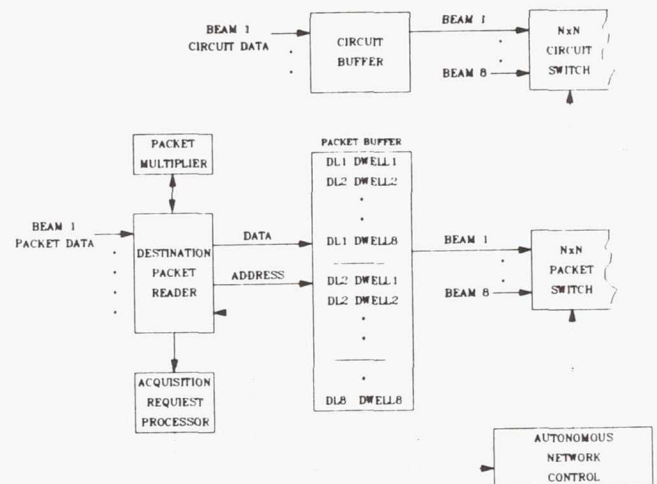 BEAM 1
CIRCUIT DATA
CIRCUIT
BUFFER
BEAM 1
BEAM 8
NxN
CIRCUIT
SWITCH
PACKET
MULTIPLIER
BEAM 1
PACKET DATA
DESTINATION
PACKET
READER
DATA
ADDRESS
ACQUISITION
REQUIEST
PROCESSOR
PACKET BUFFER
DL1 DWELL1
DL2 DWELL2
DL1 DWELL8
DL2 DWELL1
DL2 DWELL2
DL8 DWELL8
BEAM 1
BEAM 8
NxN
PACKET
SWITCH
AUTONOMOUS
NETWORK
CONTROL